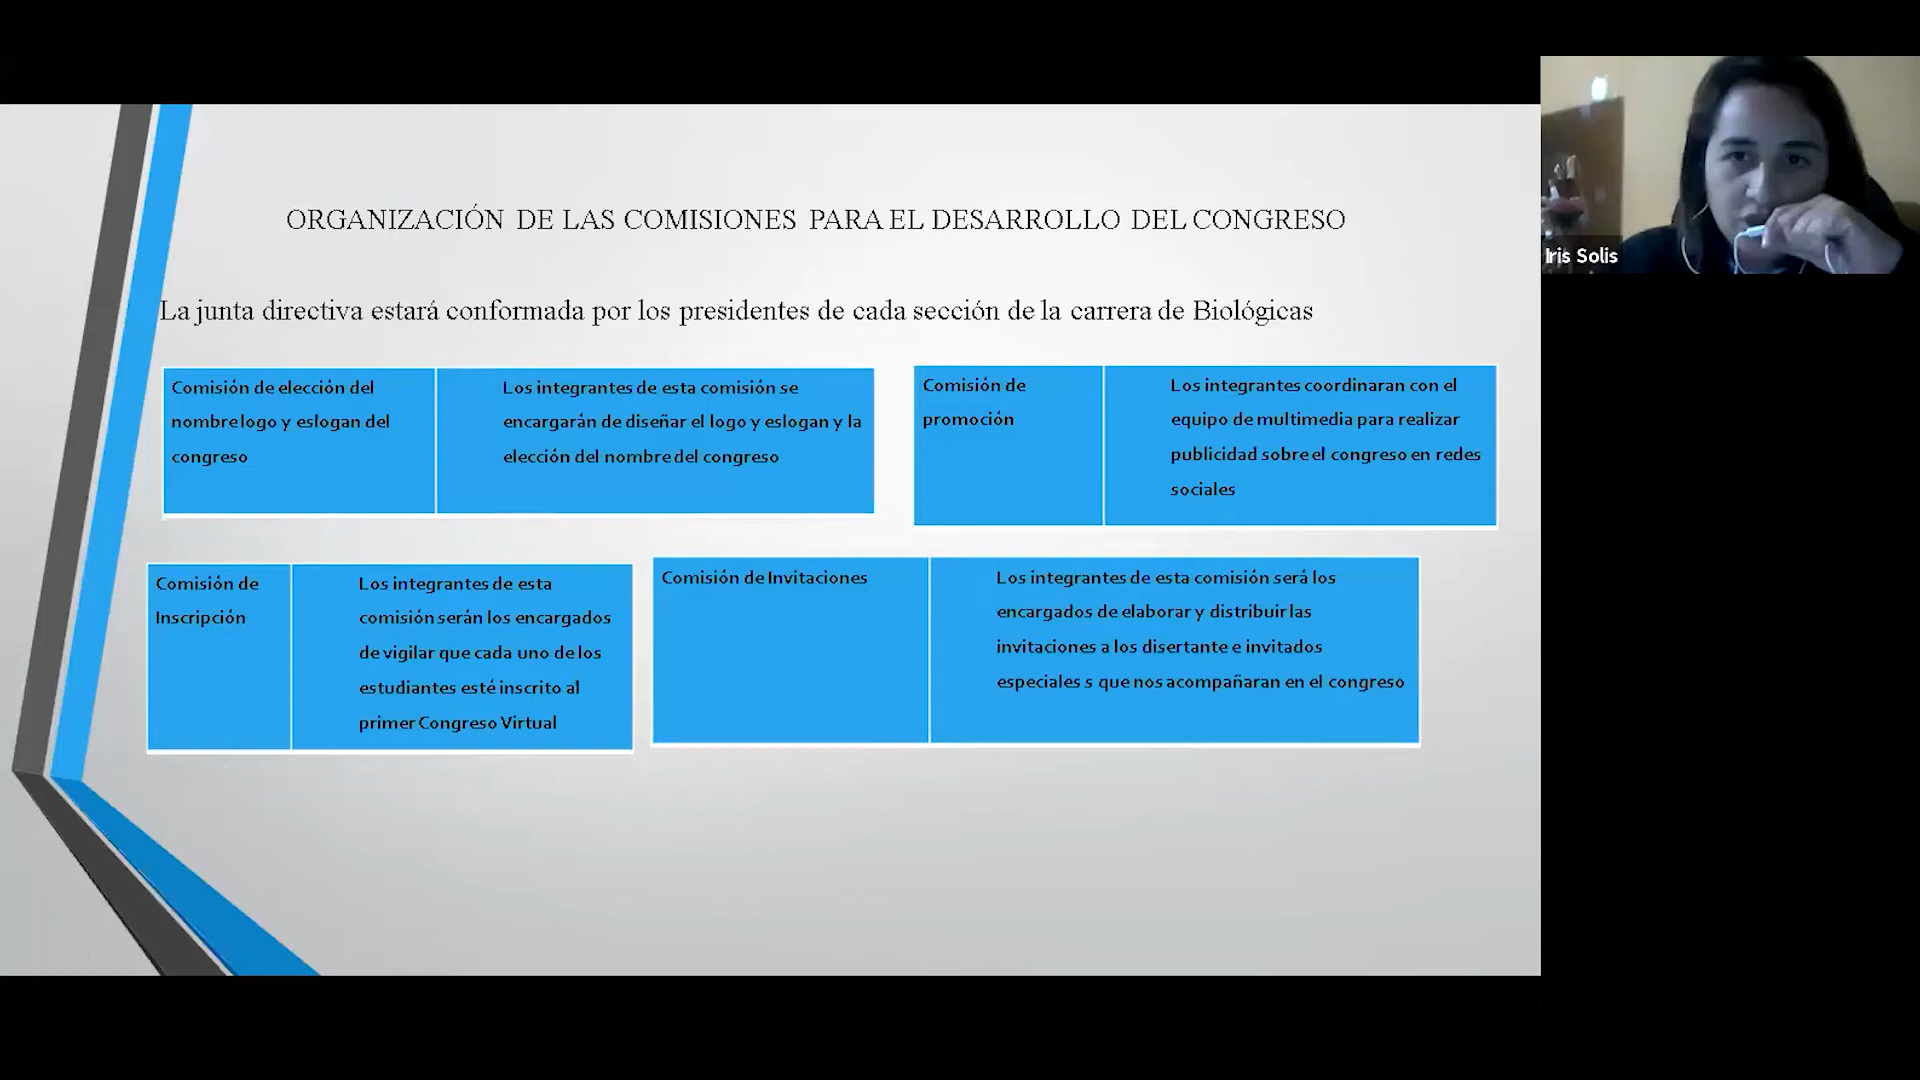 ORGANIZACIÓN DE LAS COMISIONES PARA EL DESARROLLO DEL CONGRESO
La junta directiva estará conformada por los presidentes de cada sección de la carrera de Biológicas
Comisión de elección del
nombre logo y eslogan del
congreso
Los integrantes de esta comisión se
encargarán de diseñar el logo y eslogan y la
elección del nombre del congreso
Comisión de
promoción
Los integrantes coordinaran con el
equipo de multimedia para realizar
publicidad sobre el congreso en redes
sociales
Comisión de
Inscripción
Los integrantes de esta
comisión serán los encargados
de vigilar que cada uno de los
estudiantes esté inscrito al
primer Congreso Virtual
Comisión de Invitaciones
Los integrantes de esta comisión será los
encargados de elaborar y distribuir las
invitaciones a los disertante e invitados
especiales s que nos acompañaran en el congreso
Iris Solis